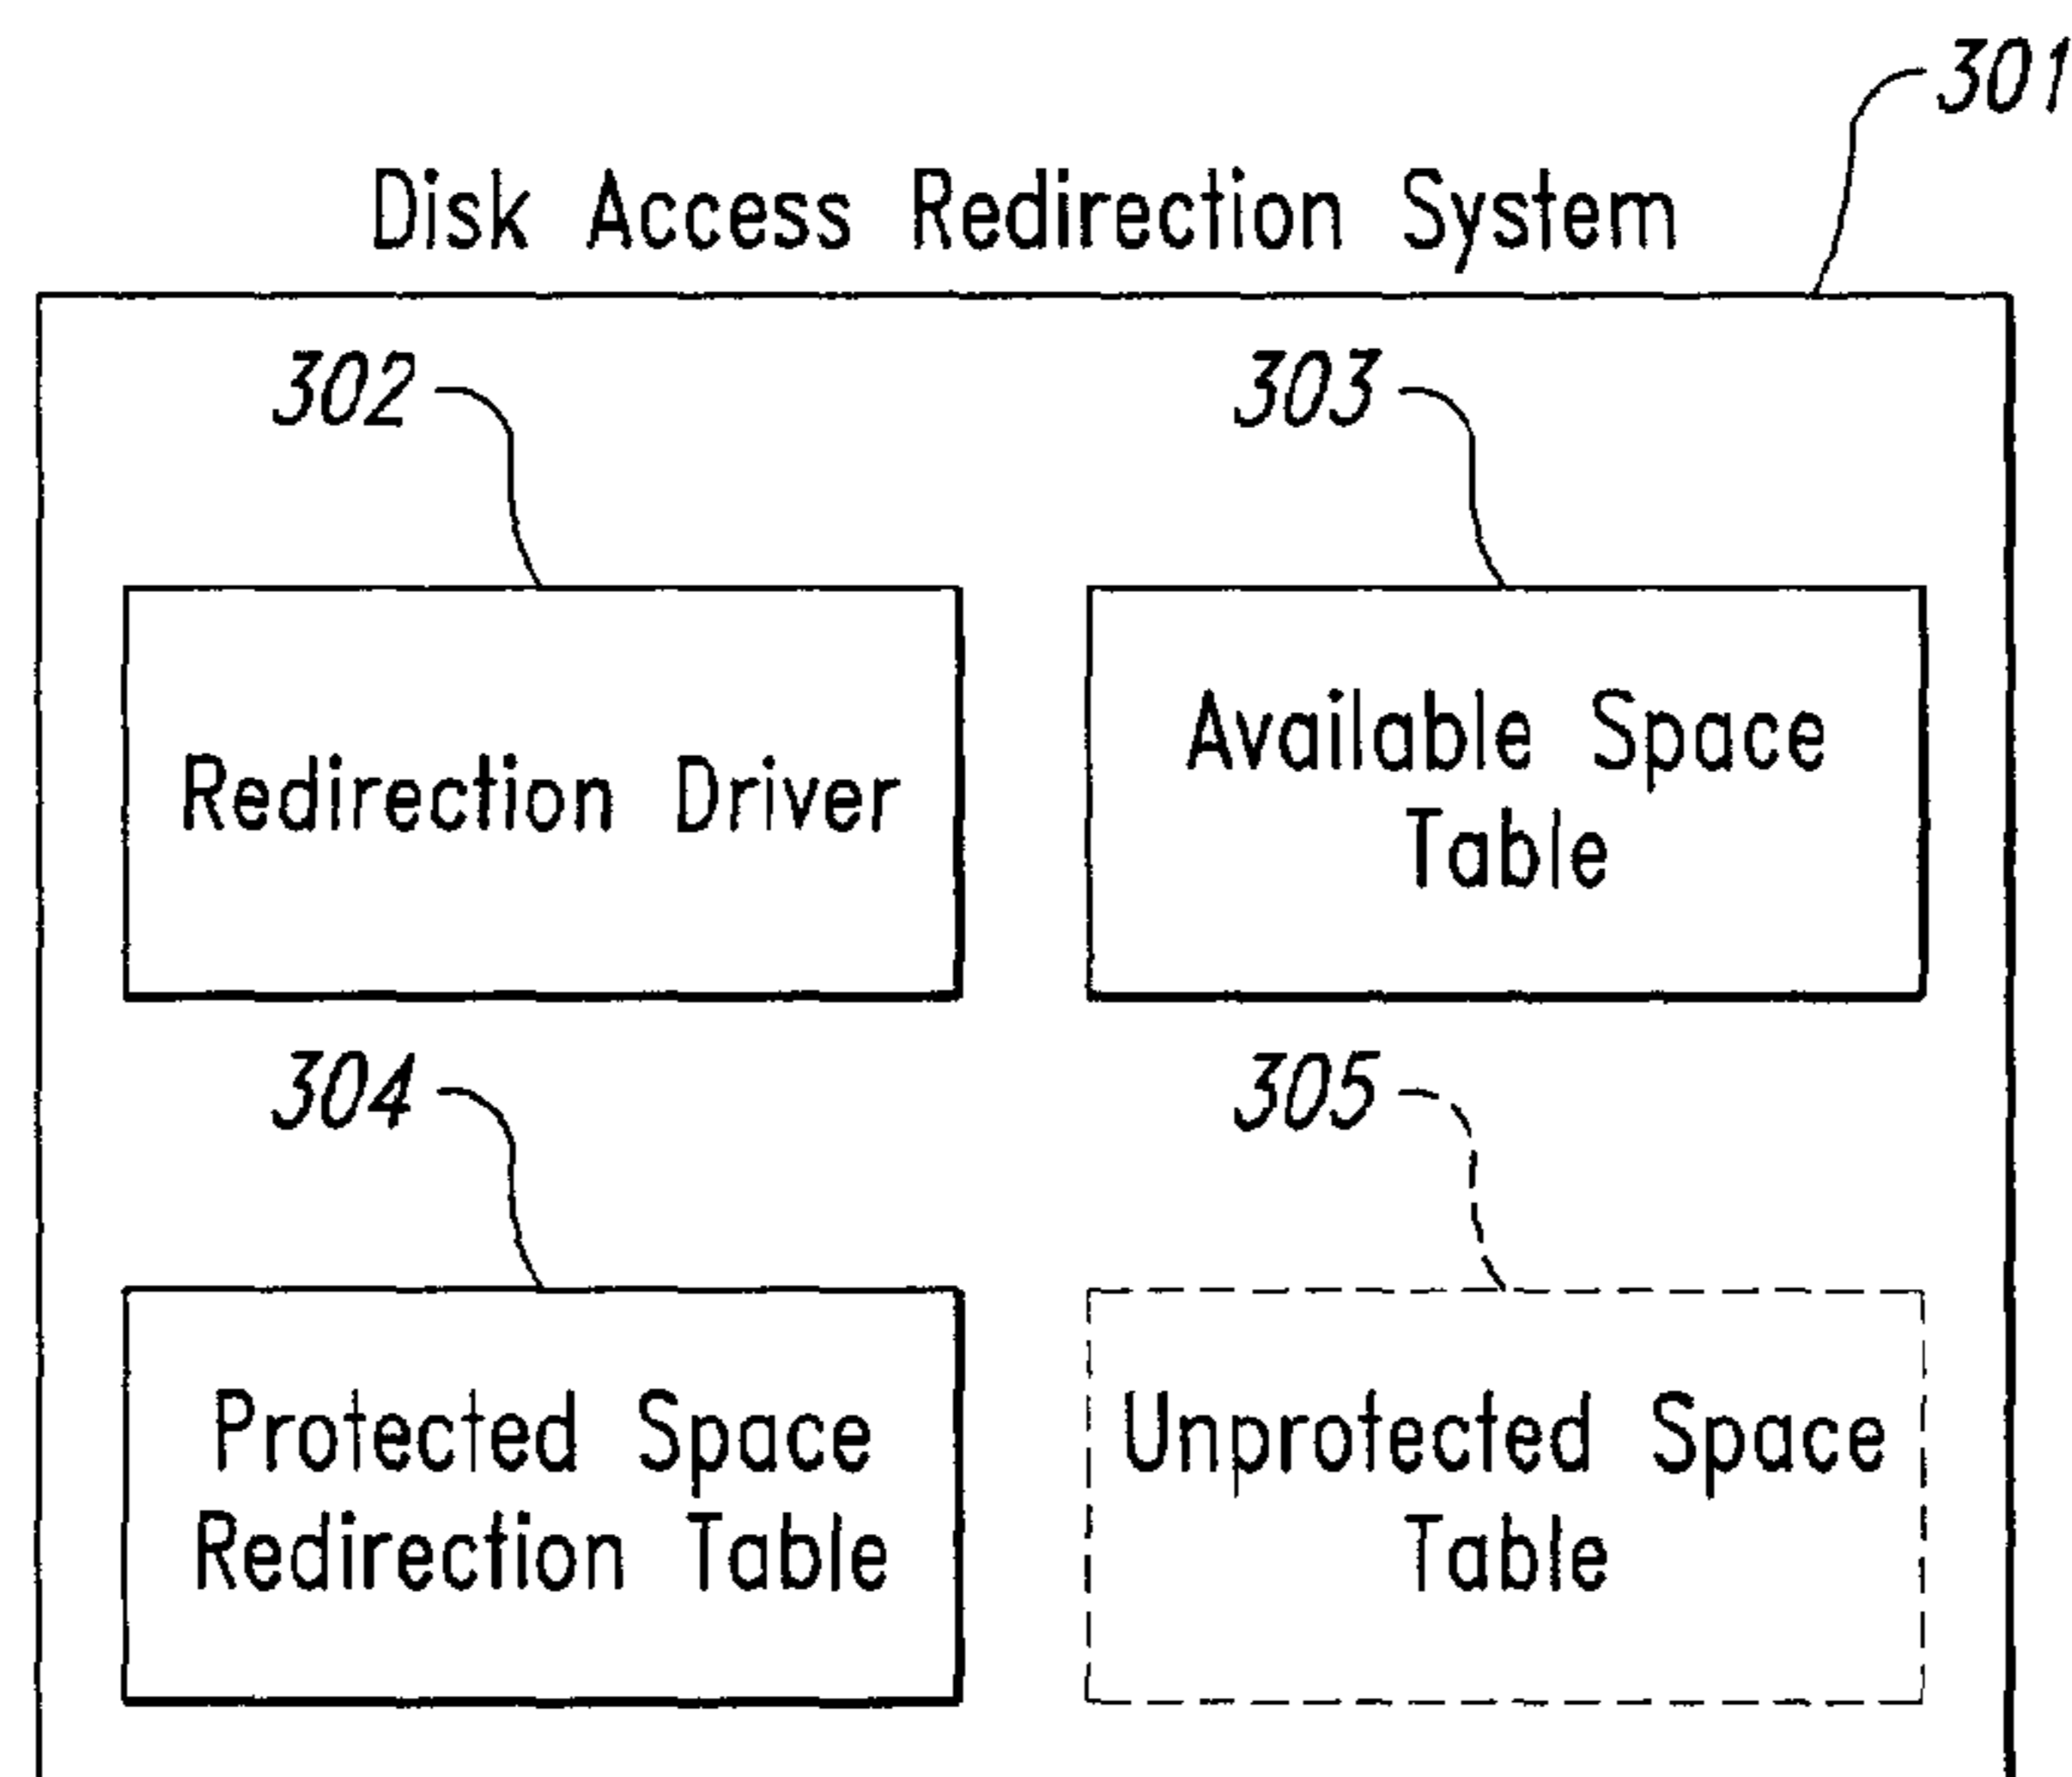 301
Disk Access Redirection System
302
303
Redirection Driver
Available Space
Table
304
305
Protected Space
Redirection Table
Unprotected Space
Table